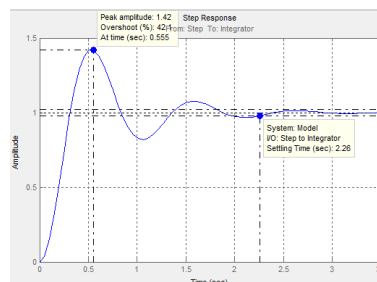 Peak amplitude: 1.42
Overshoot (%): 42.1
At time (sec): 0.555
Step Response
From: Step To: Integrator
1.5
1
0.5
0
Amplitude
System: Model
I/O: Step to Integrator
Settling Time (sec): 2.26
0 0.5 1 1.5 2 2.5 3 3.5
Time (sec)